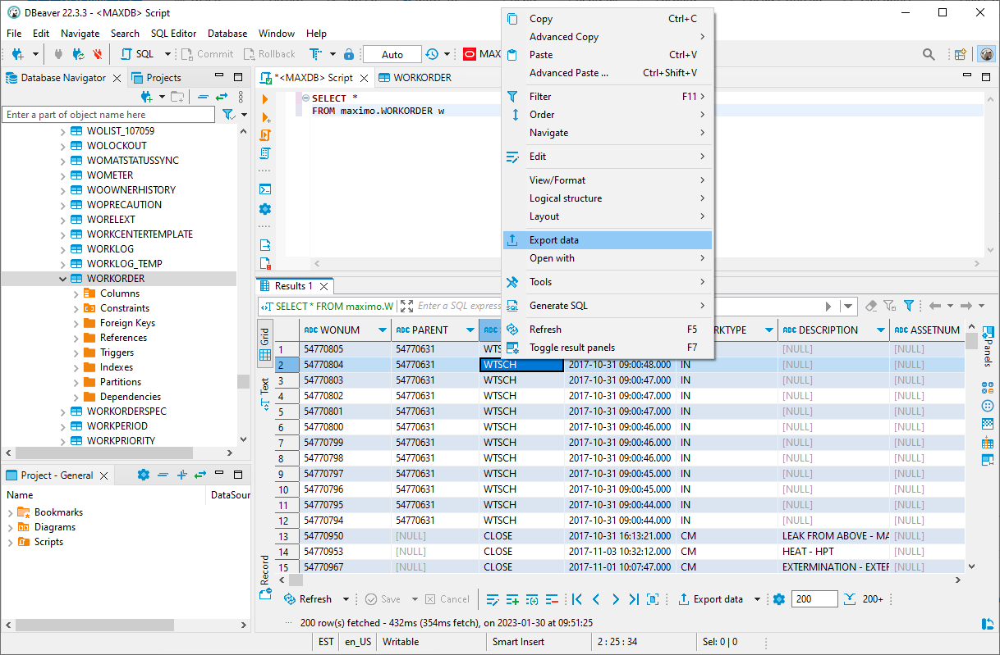 DBeaver 22.3.3 - <MAXDB> Script
File Edit Navigate Search SQL Editor Database Window Help
SQL Commit Rollback Auto MAX
Database Navigator Projects
Enter a part of object name here
WOLIST_107059
WOLOCKOUT
WOMATSTATUSSYNC
WOMETER
WOOWNERHISTORY
WOPRECAUTION
WORELEXT
WORKCENTERTEMPLATE
WORKLOG
WORKLOG_TEMP
WORKORDER
Columns
Constraints
Foreign Keys
References
Triggers
Indexes
Partitions
Dependencies
WORKORDERSPEC
WORKPERIOD
WORKPRIORITY
Project - General
Name DataSour
Bookmarks
Diagrams
Scripts
*<MAXDB> Script WORKORDER
SELECT *
FROM maximo.WORKORDER w
Copy Ctrl+C
Advanced Copy
Paste Ctrl+V
Advanced Paste ... Ctrl+Shift+V
Filter F11
Order
Navigate
Edit
View/Format
Logical structure
Layout
Export data
Open with
Tools
Generate SQL
Refresh F5
Toggle result panels F7
Results 1
SELECT * FROM maximo.W Enter a SQL express
Grid
Text
Record
Panels
ABC WONUM ABC PARENT ABC RKTYPE ABC DESCRIPTION ABC ASSETNUM
1 54770805 54770631 WTS [NULL] [NULL]
2 54770804 54770631 WTSCH 2017-10-31 09:00:48.000 IN [NULL] [NULL]
3 54770803 54770631 WTSCH 2017-10-31 09:00:47.000 IN [NULL] [NULL]
4 54770802 54770631 WTSCH 2017-10-31 09:00:47.000 IN [NULL] [NULL]
5 54770801 54770631 WTSCH 2017-10-31 09:00:47.000 IN [NULL] [NULL]
6 54770800 54770631 WTSCH 2017-10-31 09:00:46.000 IN [NULL] [NULL]
7 54770799 54770631 WTSCH 2017-10-31 09:00:46.000 IN [NULL] [NULL]
8 54770798 54770631 WTSCH 2017-10-31 09:00:46.000 IN [NULL] [NULL]
9 54770797 54770631 WTSCH 2017-10-31 09:00:45.000 IN [NULL] [NULL]
10 54770796 54770631 WTSCH 2017-10-31 09:00:45.000 IN [NULL] [NULL]
11 54770795 54770631 WTSCH 2017-10-31 09:00:44.000 IN [NULL] [NULL]
12 54770794 54770631 WTSCH 2017-10-31 09:00:44.000 IN [NULL] [NULL]
13 54770950 [NULL] CLOSE 2017-10-31 16:13:21.000 CM LEAK FROM ABOVE - MA [NULL]
14 54770953 [NULL] CLOSE 2017-11-03 10:32:12.000 CM HEAT - HPT [NULL]
15 54770967 [NULL] CLOSE 2017-11-01 10:07:47.000 CM EXTERMINATION - EXTER [NULL]
Refresh Save Cancel Export data 200 200+
200 row(s) fetched - 432ms (354ms fetch), on 2023-01-30 at 09:51:25
EST en_US Writable Smart Insert 2 : 25 : 34 Sel: 0 | 0